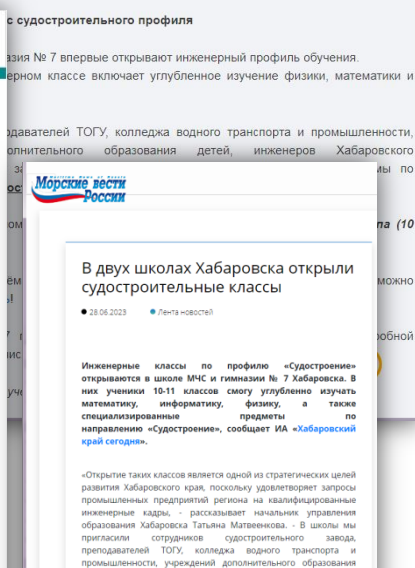 с судостроительного профиля
азия № 7 впервые открывают инженерный профиль обучения.
ерном классе включает углубленное изучение физики, математики и
одавателей ТОГУ, колледжа водного транспорта и промышленности,
олнительного образования детей, инженеров Хабаровского
мы по
па (10
можно
робной
Морские вести
России
В двух школах Хабаровска открыли
судостроительные классы
28.06.2023 Лента новостей
Инженерные классы по профилю «Судостроение»
открываются в школе МЧС и гимназии № 7 Хабаровска. В
них ученики 10-11 классов смогу углубленно изучать
математику, информатику, физику, а также
специализированные предметы по
направлению «Судостроение», сообщает ИА «Хабаровский
край сегодня».
«Открытие таких классов является одной из стратегических целей
развития Хабаровского края, поскольку удовлетворяет запросы
промышленных предприятий региона на квалифицированные
инженерные кадры, - рассказывает начальник управления
образования Хабаровска Татьяна Матвеенкова. - В школы мы
пригласили сотрудников судостроительного завода,
преподавателей ТОГУ, колледжа водного транспорта и
промышленности, учреждений дополнительного образования